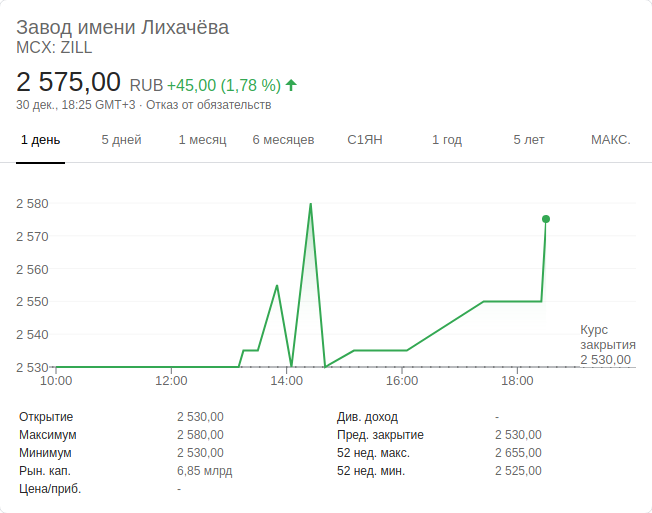 Завод имени Лихачёва
MCX: ZILL
2 575,00 RUB +45,00 (1,78 %)
30 дек., 18:25 GMT+3 · Отказ от обязательств
1 день 5 дней 1 месяц 6 месяцев С1ЯН 1 год 5 лет МАКС.
2 580
2 570
2 560
2 550
2 540
2 530
Курс
закрытия
2 530,00
10:00 12:00 14:00 16:00 18:00
Открытие 2 530,00 Див. доход -
Максимум 2 580,00 Пред. закрытие 2 530,00
Минимум 2 530,00 52 нед. макс. 2 655,00
Рын. кап. 6,85 млрд 52 нед. мин. 2 525,00
Цена/приб. -